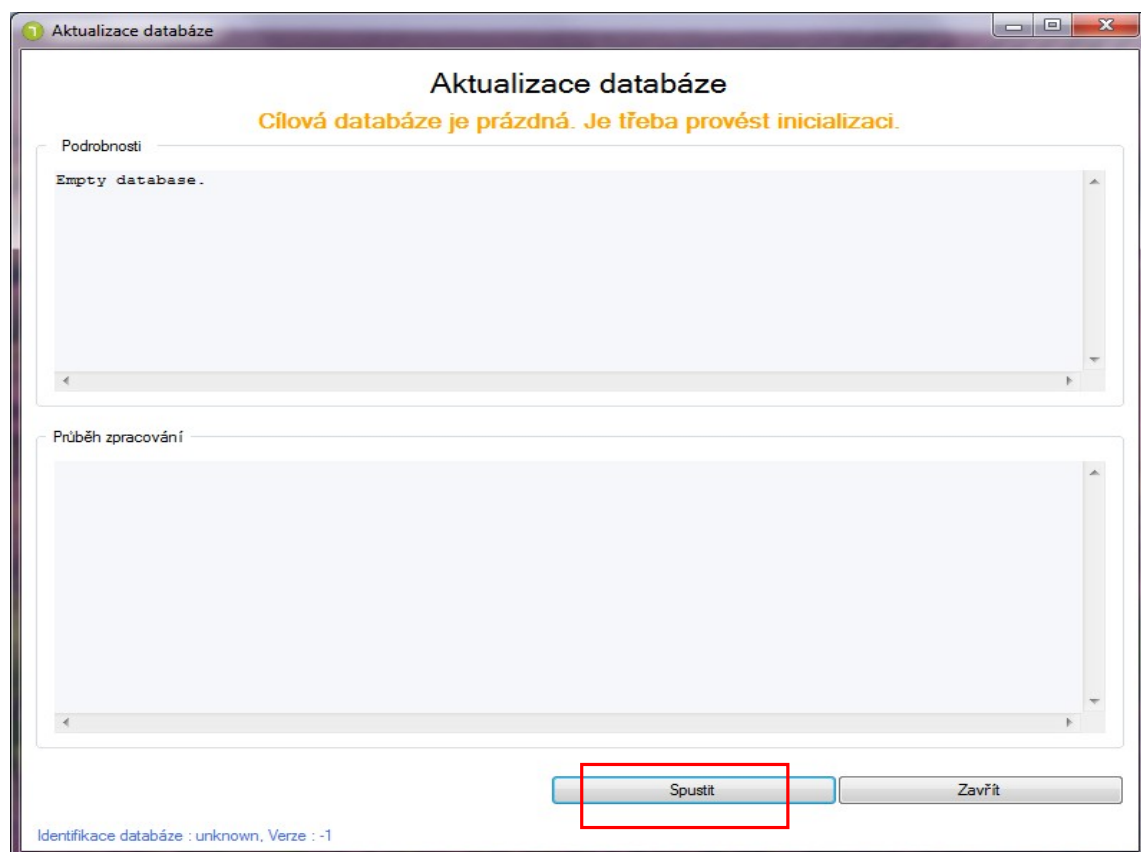 Aktualizace databáze
Aktualizace databáze
Cílová databáze je prázdná. Je třeba provést inicializaci.
Podrobnosti
Empty database.
Průběh zpracování
Spustit
Zavřít
Identifikace databáze : unknown, Verze : -1